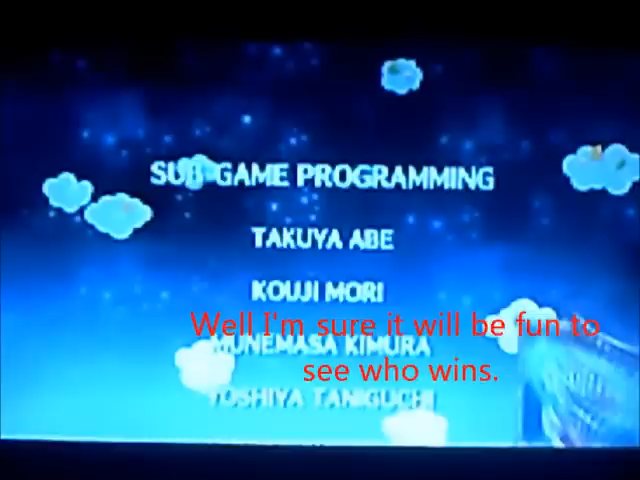 SUB-GAME PROGRAMMING
TAKUYA ABE
KOUJI MORI
Well I'm sure it will be fun to
MUNEMASA KIMURA
see who wins.
TOSHIYA TANIGUCHI